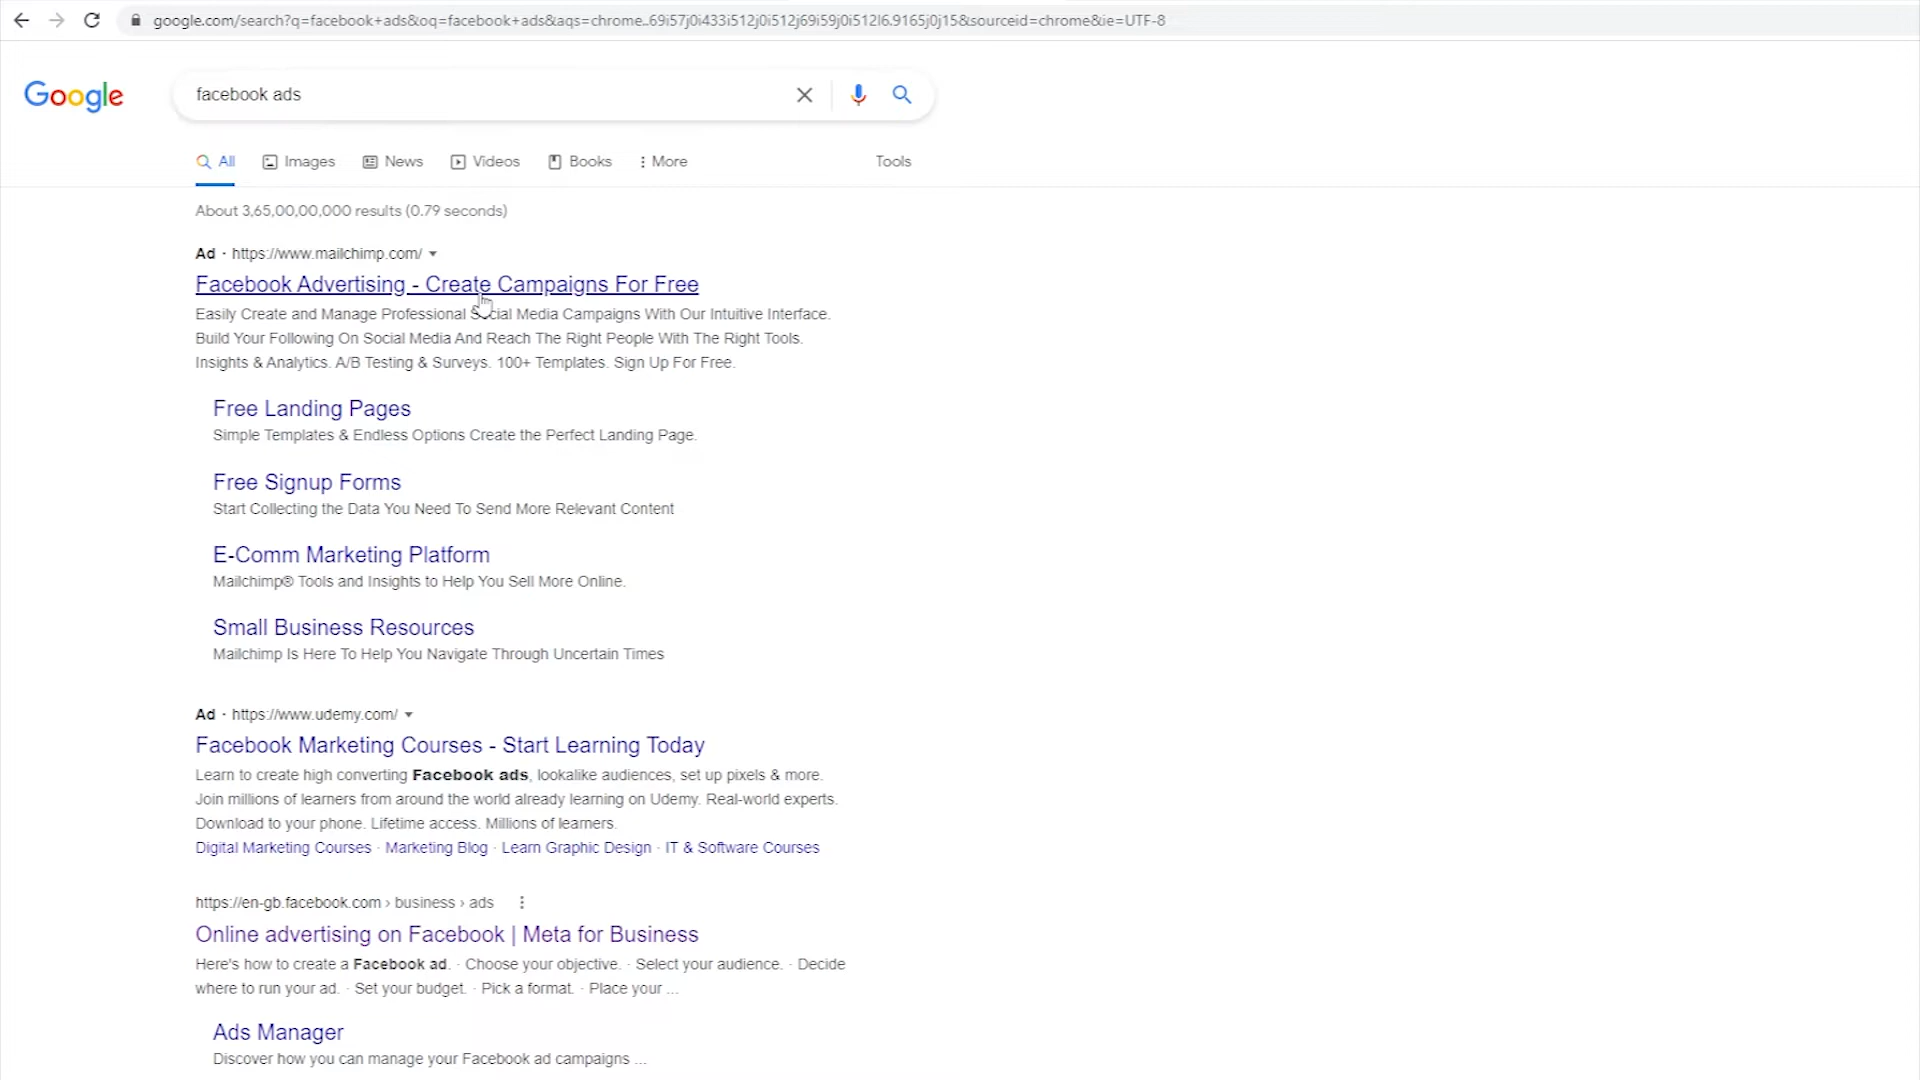 google.com/search?q=facebook+ads&oq=facebook+ads&aqs=chrome..69i57j0i433i512j0i512j69i59j0i512l6.9165j0j15&sourceid=chrome&ie=UTF-8
Google
facebook ads
All Images News Videos Books More Tools
About 3,65,00,00,000 results (0.79 seconds)
Ad · https://www.mailchimp.com/
Facebook Advertising - Create Campaigns For Free
Easily Create and Manage Professional Social Media Campaigns With Our Intuitive Interface.
Build Your Following On Social Media And Reach The Right People With The Right Tools.
Insights & Analytics. A/B Testing & Surveys. 100+ Templates. Sign Up For Free.
Free Landing Pages
Simple Templates & Endless Options Create the Perfect Landing Page.
Free Signup Forms
Start Collecting the Data You Need To Send More Relevant Content
E-Comm Marketing Platform
Mailchimp® Tools and Insights to Help You Sell More Online.
Small Business Resources
Mailchimp Is Here To Help You Navigate Through Uncertain Times
Ad · https://www.udemy.com/
Facebook Marketing Courses - Start Learning Today
Learn to create high converting Facebook ads, lookalike audiences, set up pixels & more.
Join millions of learners from around the world already learning on Udemy. Real-world experts.
Download to your phone. Lifetime access. Millions of learners.
Digital Marketing Courses · Marketing Blog · Learn Graphic Design · IT & Software Courses
https://en-gb.facebook.com › business › ads
Online advertising on Facebook | Meta for Business
Here's how to create a Facebook ad. · Choose your objective. · Select your audience. · Decide
where to run your ad. · Set your budget. · Pick a format. · Place your ...
Ads Manager
Discover how you can manage your Facebook ad campaigns ...